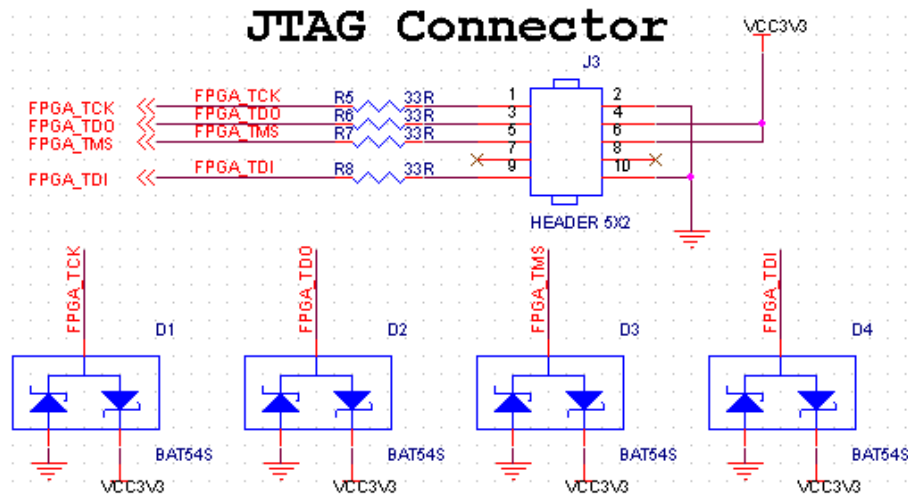 JTAG Connector
VCC3V3
J3
FPGA_TCK FPGA_TCK R5 33R 1 2
FPGA_TDO FPGA_TDO R6 33R 3 4
FPGA_TMS FPGA_TMS R7 33R 5 6
7 8
FPGA_TDI FPGA_TDI R8 33R 9 10
HEADER 5X2
FPGA_TCK FPGA_TDO FPGA_TMS FPGA_TDI
D1 D2 D3 D4
BAT54S BAT54S BAT54S BAT54S
VCC3V3 VCC3V3 VCC3V3 VCC3V3